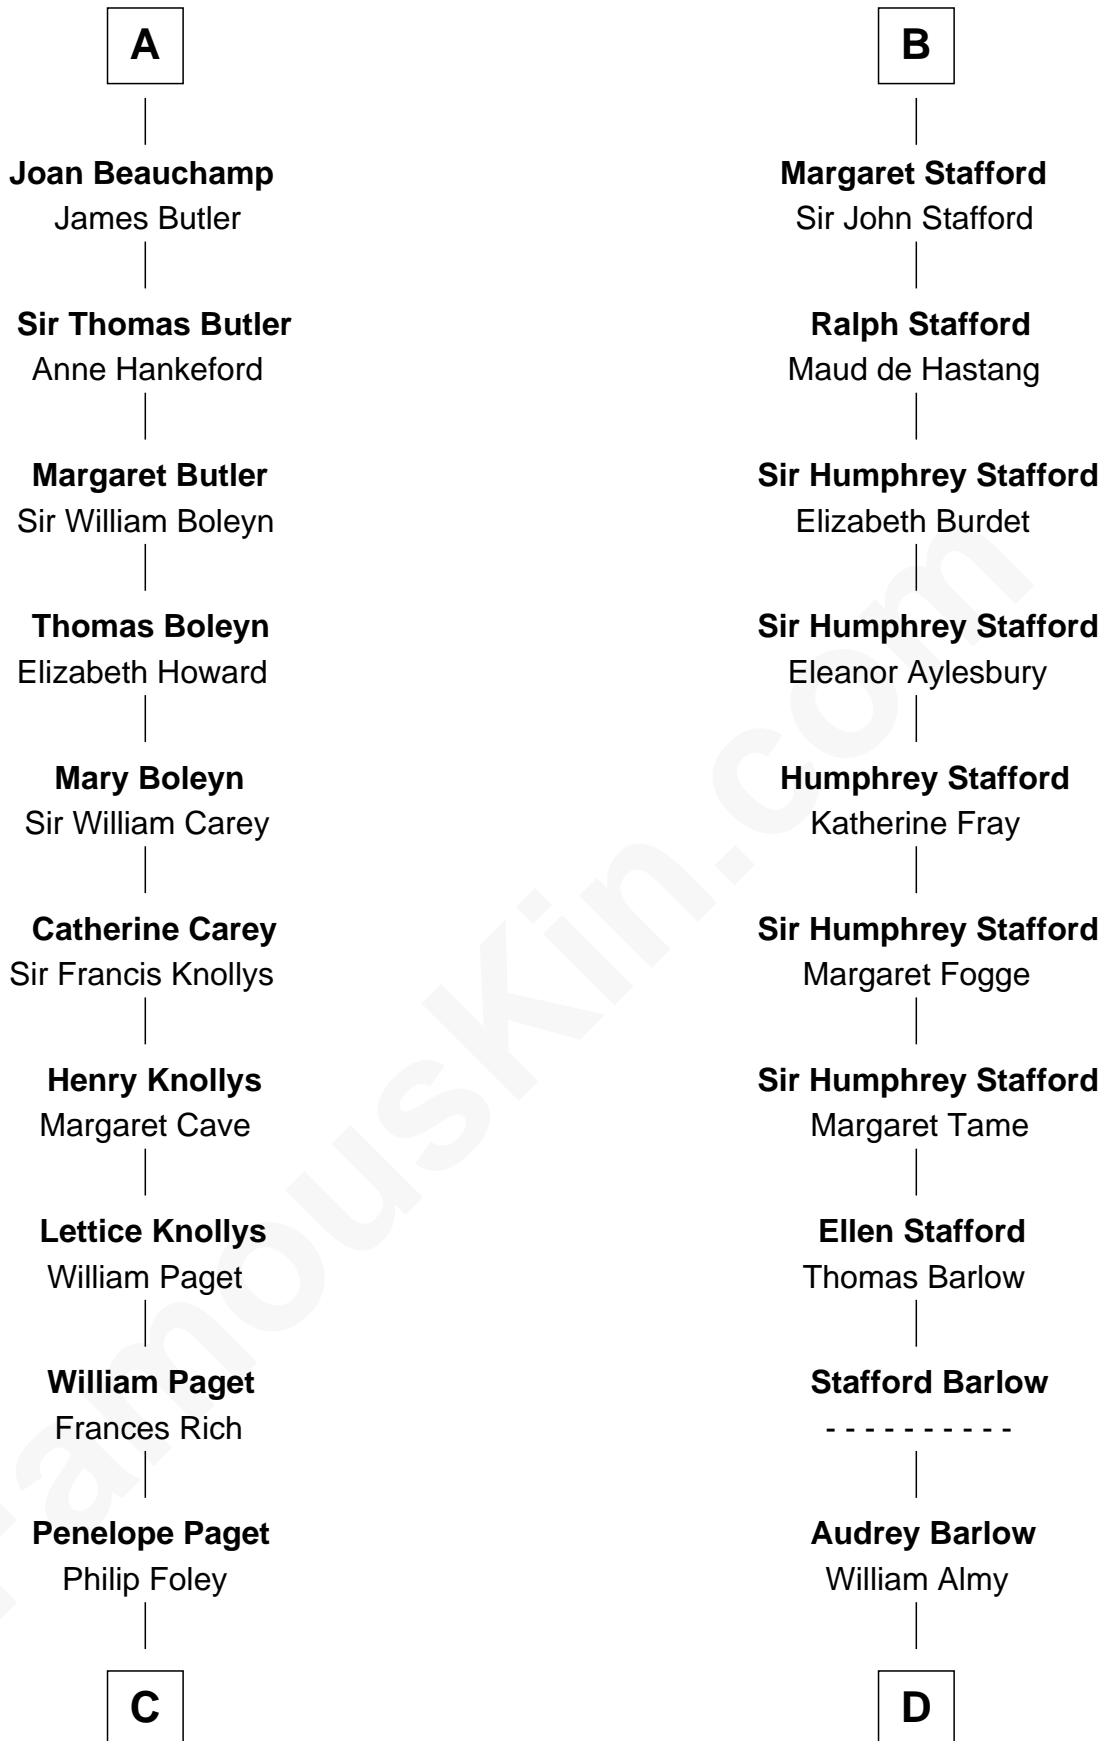 A
Joan Beauchamp
James Butler
Sir Thomas Butler
Anne Hankeford
Margaret Butler
Sir William Boleyn
Thomas Boleyn
Elizabeth Howard
Mary Boleyn
Sir William Carey
Catherine Carey
Sir Francis Knollys
Henry Knollys
Margaret Cave
Lettice Knollys
William Paget
William Paget
Frances Rich
Penelope Paget
Philip Foley
C
B
Margaret Stafford
Sir John Stafford
Ralph Stafford
Maud de Hastang
Sir Humphrey Stafford
Elizabeth Burdet
Sir Humphrey Stafford
Eleanor Aylesbury
Humphrey Stafford
Katherine Fray
Sir Humphrey Stafford
Margaret Fogge
Sir Humphrey Stafford
Margaret Tame
Ellen Stafford
Thomas Barlow
Stafford Barlow
- - - - - - - - - -
Audrey Barlow
William Almy
D
FamousKin.com